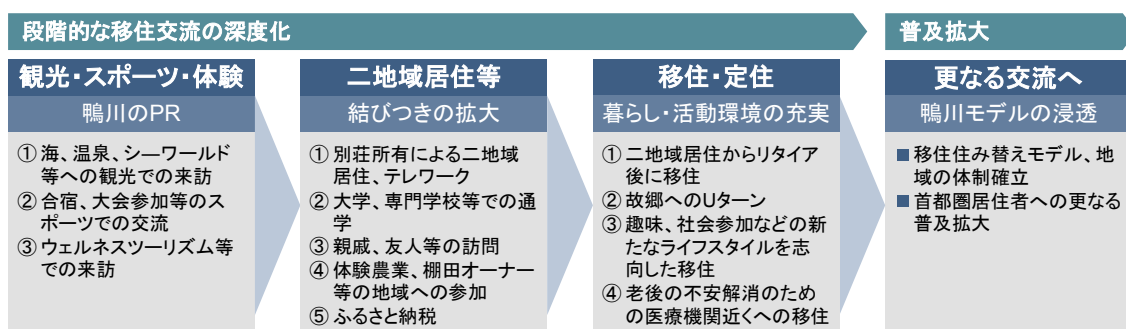 段階的な移住交流の深度化
普及拡大
観光・スポーツ・体験
鴨川のPR
① 海、温泉、シーワールド
等への観光での来訪
② 合宿、大会参加等のス
ポーツでの交流
③ ウェルネスツーリズム等
での来訪
二地域居住等
結びつきの拡大
① 別荘所有による二地域
居住、テレワーク
② 大学、専門学校等での通
学
③ 親戚、友人等の訪問
④ 体験農業、棚田オーナー
等の地域への参加
⑤ ふるさと納税
移住・定住
暮らし・活動環境の充実
① 二地域居住からリタイア
後に移住
② 故郷へのUターン
③ 趣味、社会参加などの新
たなライフスタイルを志
向した移住
④ 老後の不安解消のため
の医療機関近くへの移住
更なる交流へ
鴨川モデルの浸透
■ 移住住み替えモデル、地
域の体制確立
■ 首都圏居住者への更なる
普及拡大